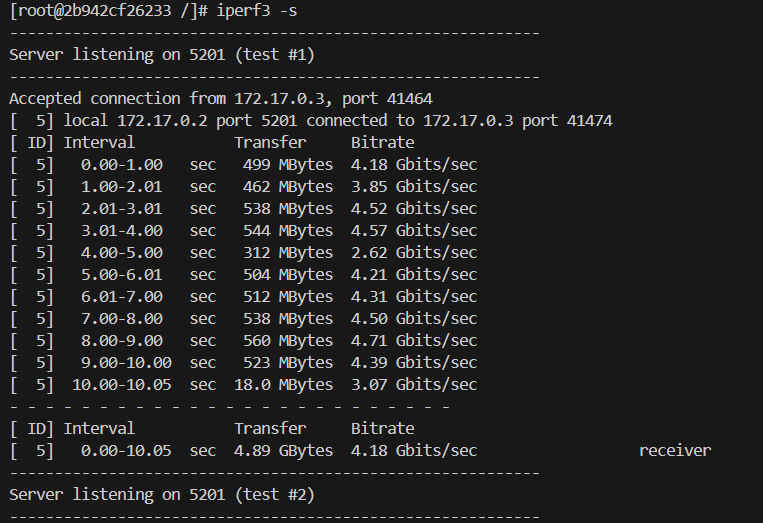 [root@2b942cf26233 /]# iperf3 -s
-----------------------------------------------------------
Server listening on 5201 (test #1)
-----------------------------------------------------------
Accepted connection from 172.17.0.3, port 41464
[  5] local 172.17.0.2 port 5201 connected to 172.17.0.3 port 41474
[ ID] Interval           Transfer     Bitrate
[  5]   0.00-1.00   sec   499 MBytes  4.18 Gbits/sec
[  5]   1.00-2.01   sec   462 MBytes  3.85 Gbits/sec
[  5]   2.01-3.01   sec   538 MBytes  4.52 Gbits/sec
[  5]   3.01-4.00   sec   544 MBytes  4.57 Gbits/sec
[  5]   4.00-5.00   sec   312 MBytes  2.62 Gbits/sec
[  5]   5.00-6.01   sec   504 MBytes  4.21 Gbits/sec
[  5]   6.01-7.00   sec   512 MBytes  4.31 Gbits/sec
[  5]   7.00-8.00   sec   538 MBytes  4.50 Gbits/sec
[  5]   8.00-9.00   sec   560 MBytes  4.71 Gbits/sec
[  5]   9.00-10.00  sec   523 MBytes  4.39 Gbits/sec
[  5]  10.00-10.05  sec  18.0 MBytes  3.07 Gbits/sec
- - - - - - - - - - - - - - - - - - - - - - - - -
[ ID] Interval           Transfer     Bitrate
[  5]   0.00-10.05  sec  4.89 GBytes  4.18 Gbits/sec                  receiver
-----------------------------------------------------------
Server listening on 5201 (test #2)
-----------------------------------------------------------